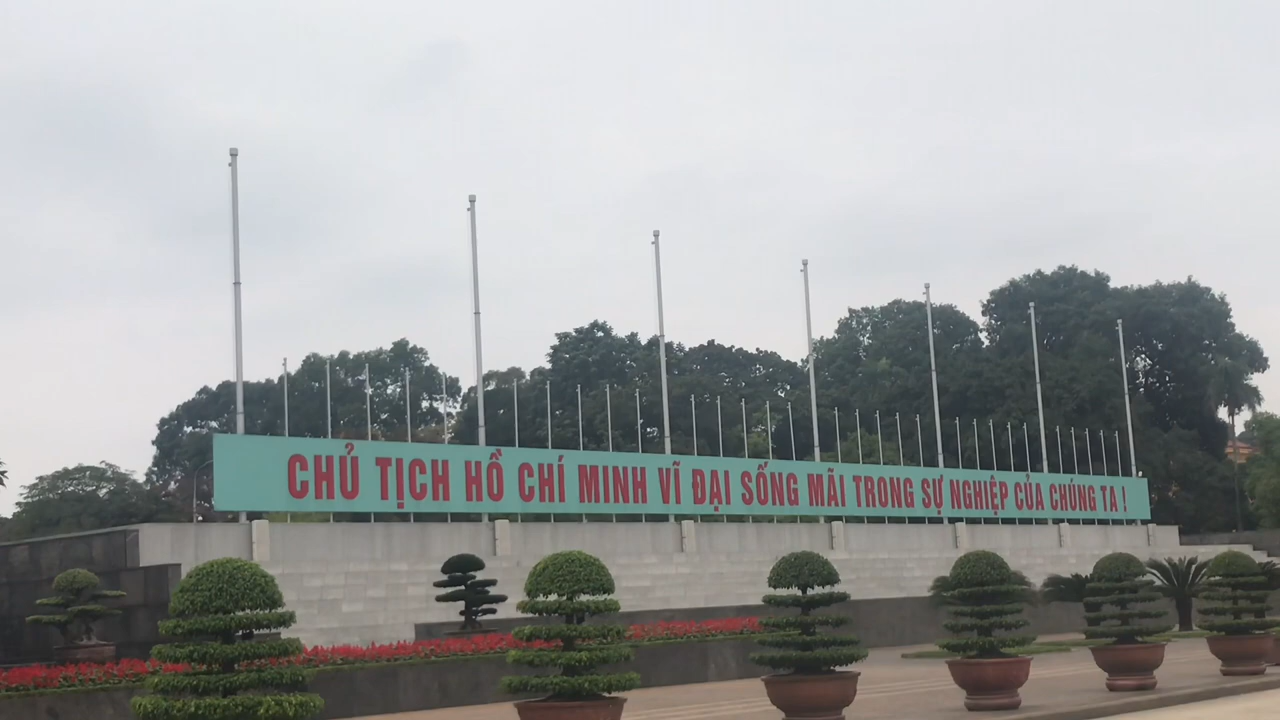 CHỦ TỊCH HỒ CHÍ MINH VĨ ĐẠI SỐNG MÃI TRONG SỰ NGHIỆP CỦA CHÚNG TA !